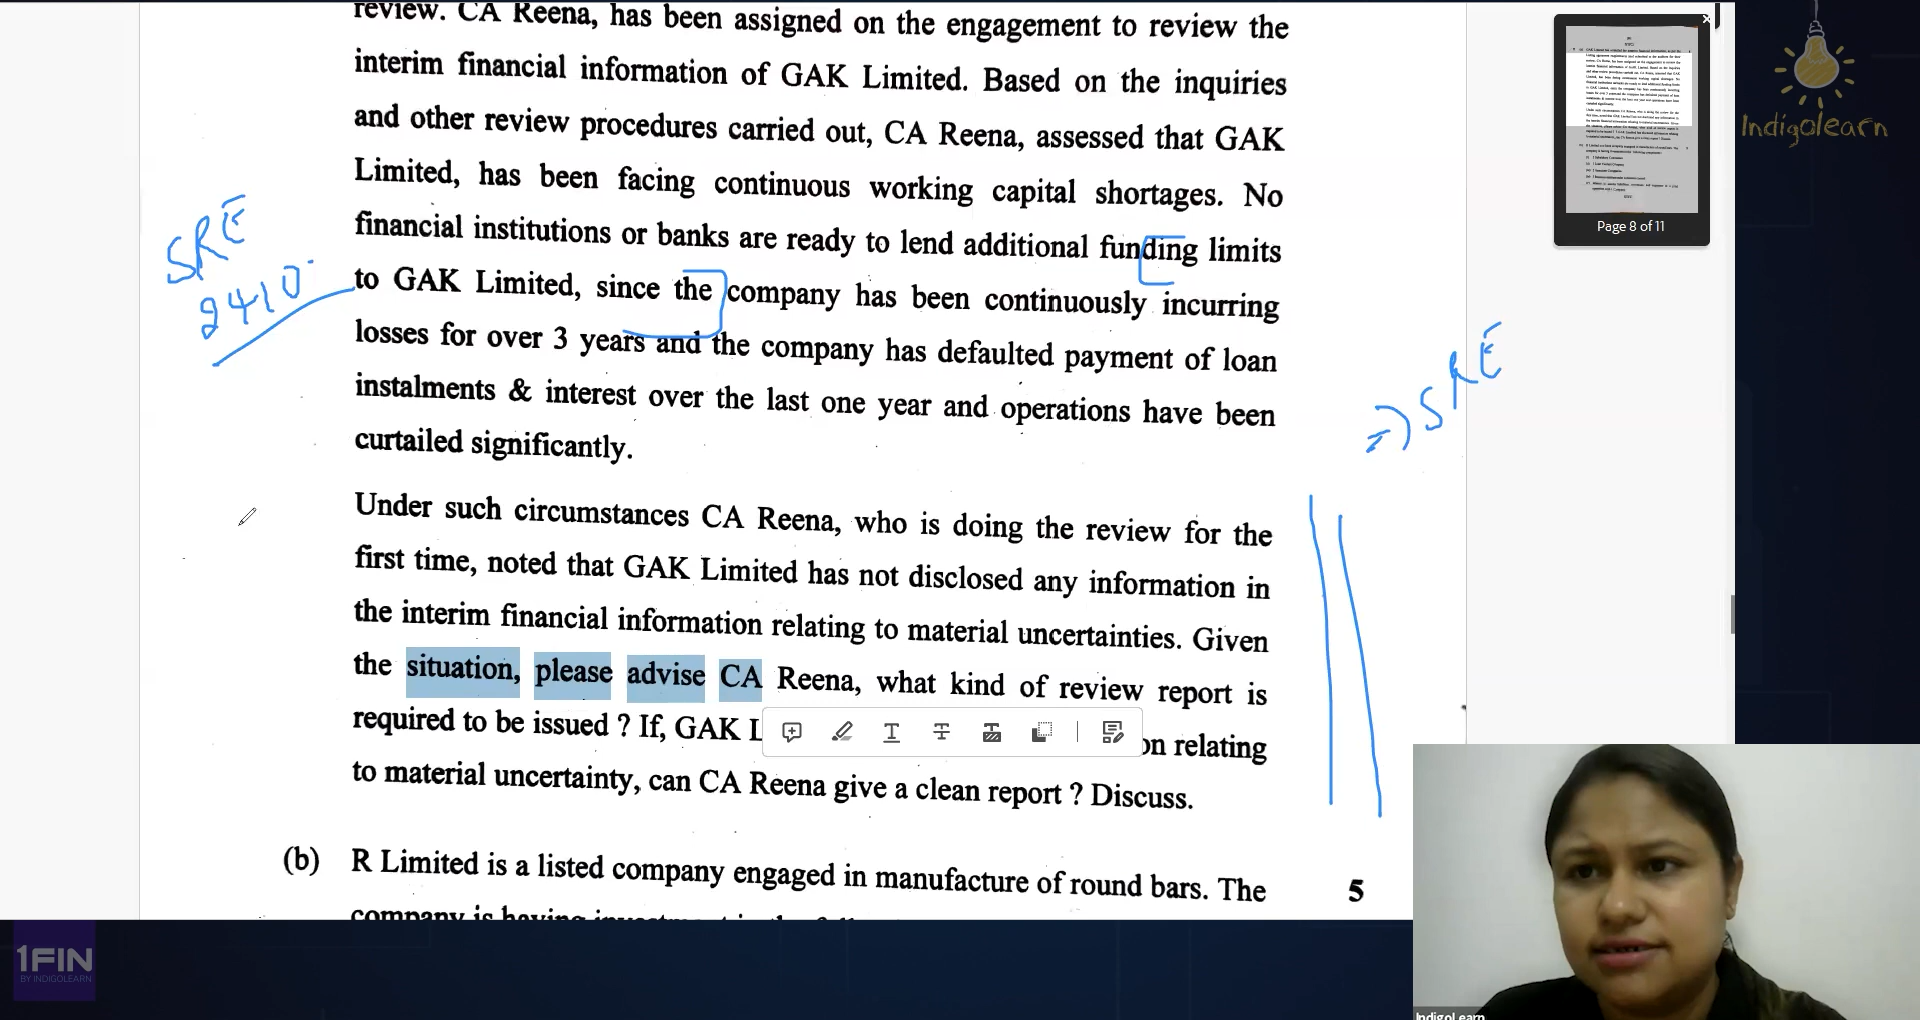 review. CA Reena, has been assigned on the engagement to review the
interim financial information of GAK Limited. Based on the inquiries
and other review procedures carried out, CA Reena, assessed that GAK
Limited, has been facing continuous working capital shortages. No
financial institutions or banks are ready to lend additional funding limits
to GAK Limited, since the company has been continuously incurring
losses for over 3 years and the company has defaulted payment of loan
instalments & interest over the last one year and operations have been
curtailed significantly.
Under such circumstances CA Reena, who is doing the review for the
first time, noted that GAK Limited has not disclosed any information in
the interim financial information relating to material uncertainties. Given
the situation, please advise CA Reena, what kind of review report is
required to be issued ? If, GAK L on relating
to material uncertainty, can CA Reena give a clean report ? Discuss.
(b) R Limited is a listed company engaged in manufacture of round bars. The 5
company is having
SRE
2410
SRE
Page 8 of 11
Indigolearn
1FIN
BY INDIGOLEARN
IndigoLearn